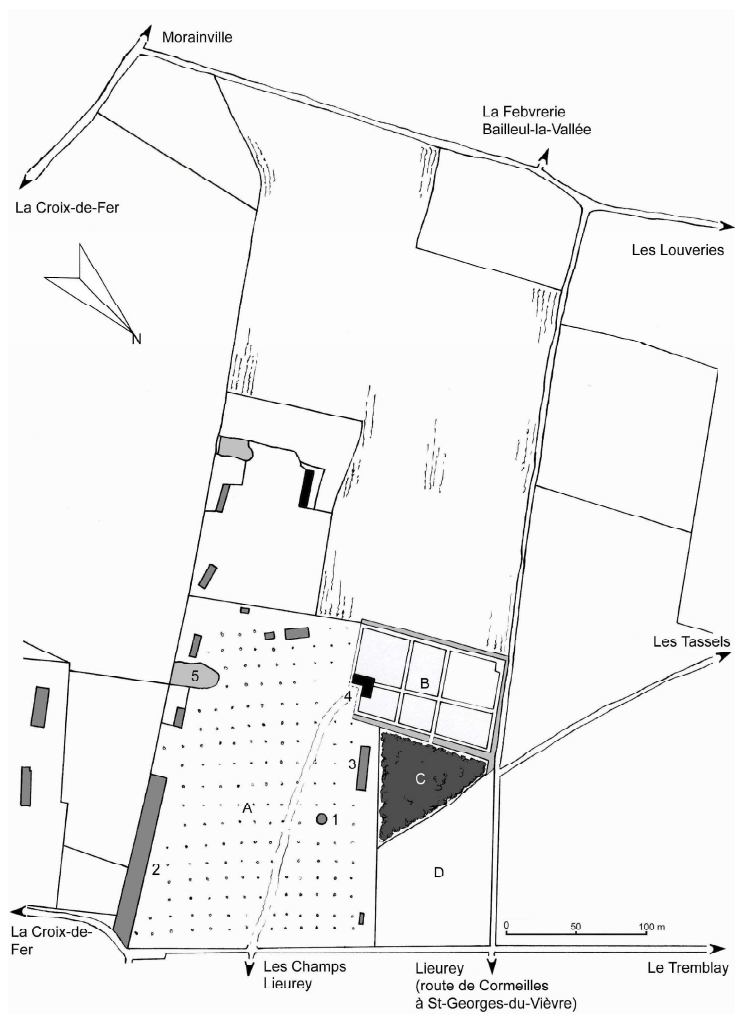 Morainville
La Febvrerie
Bailleul-la-Vallée
La Croix-de-Fer
Les Louveries
N
Les Tassels
5
B
4
3
C
A
1
2
D
0 50 100 m
La Croix-de-
Fer
Les Champs
Lieurey
Lieurey
(route de Cormeilles
à St-Georges-du-Vièvre)
Le Tremblay